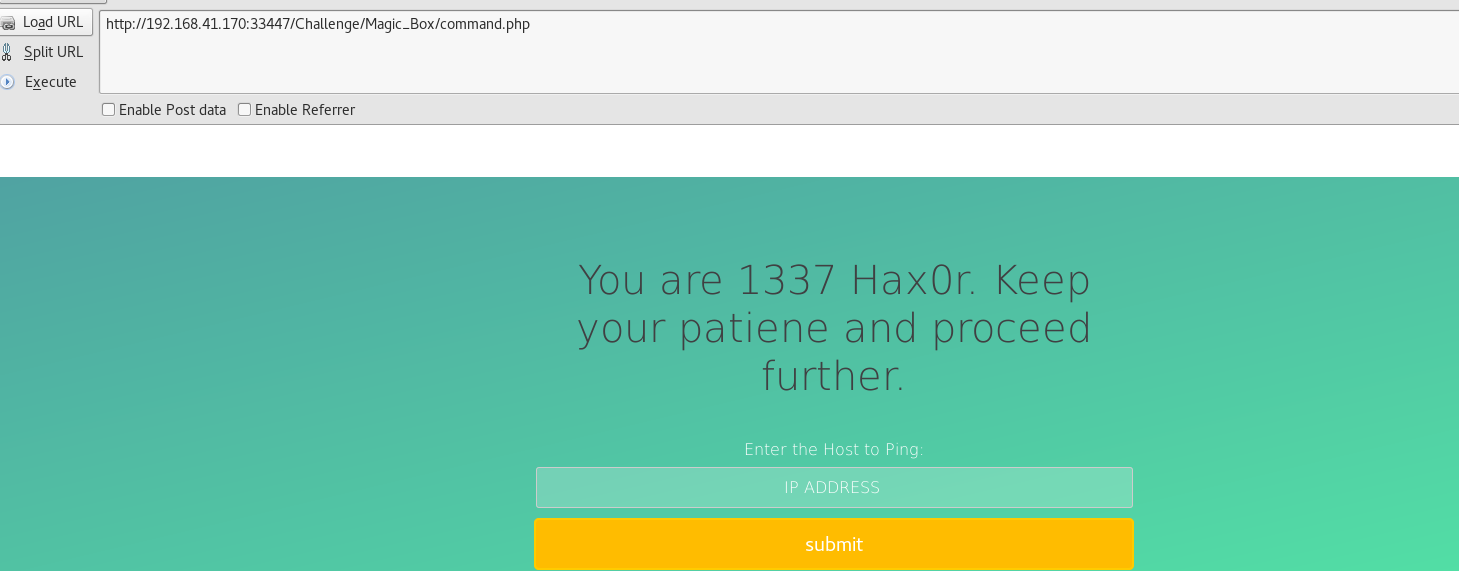 Load URL
http://192.168.41.170:33447/Challenge/Magic_Box/command.php
Split URL
Execute
Enable Post data Enable Referrer
You are 1337 Hax0r. Keep
your patiene and proceed
further.
Enter the Host to Ping:
IP ADDRESS
submit